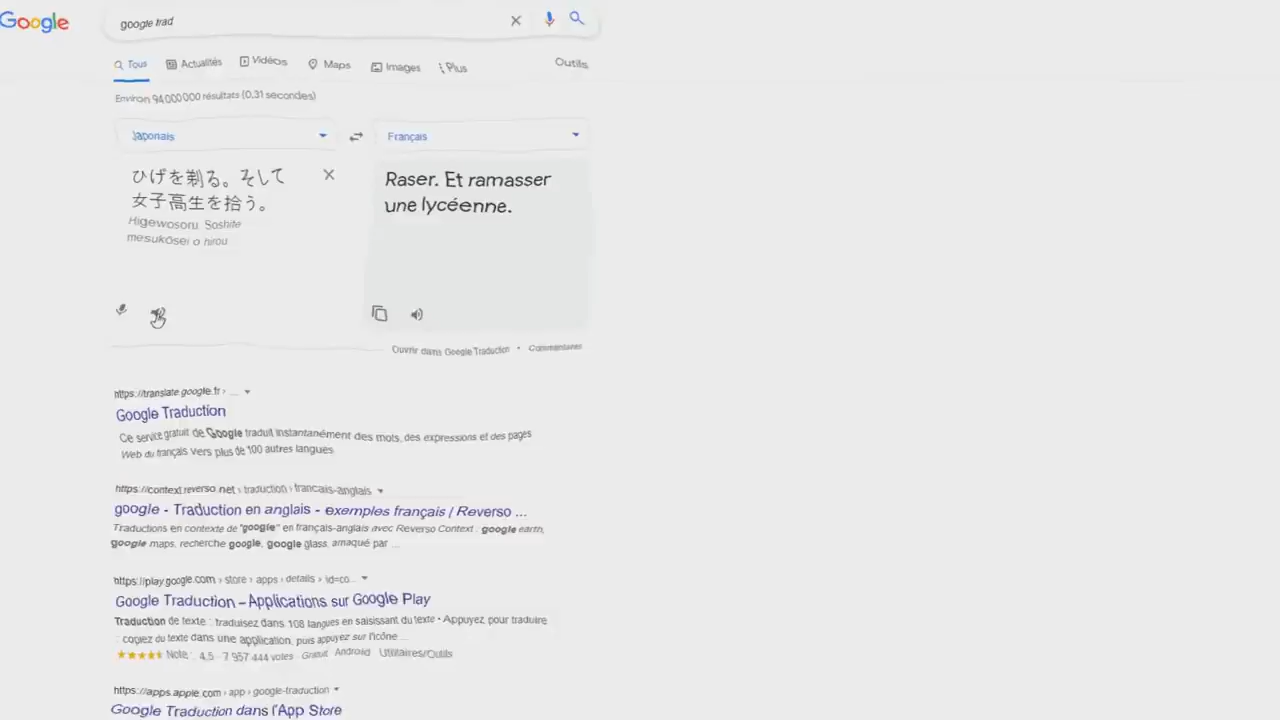 Google
google trad
Tous
Actualités
Vidéos
Maps
Images
Plus
Outils
Environ 94 000 000 résultats (0,31 secondes)
Japonais
Français
ひげを剃る。そして
女子高生を拾う。
Higewosoru. Soshite
mesukōsei o hirou
Raser. Et ramasser
une lycéenne.
Ouvrir dans Google Traduction • Commentaires
https://translate.google.fr › ...
Google Traduction
Ce service gratuit de Google traduit instantanément des mots, des expressions et des pages
Web du français vers plus de 100 autres langues.
https://context.reverso.net › traduction › francais-anglais
google - Traduction en anglais - exemples français / Reverso ...
Traductions en contexte de "google" en français-anglais avec Reverso Context : google earth,
google maps, recherche google, google glass, amaqué par ...
https://play.google.com › store › apps › details › id=co...
Google Traduction – Applications sur Google Play
Traduction de texte : traduisez dans 108 langues en saisissant du texte • Appuyez pour traduire
: copiez du texte dans une application, puis appuyez sur l'icône ...
Note : 4,5 · 7 957 444 votes · Gratuit · Android · Utilitaires/Outils
https://apps.apple.com › app › google-traduction
Google Traduction dans l'App Store